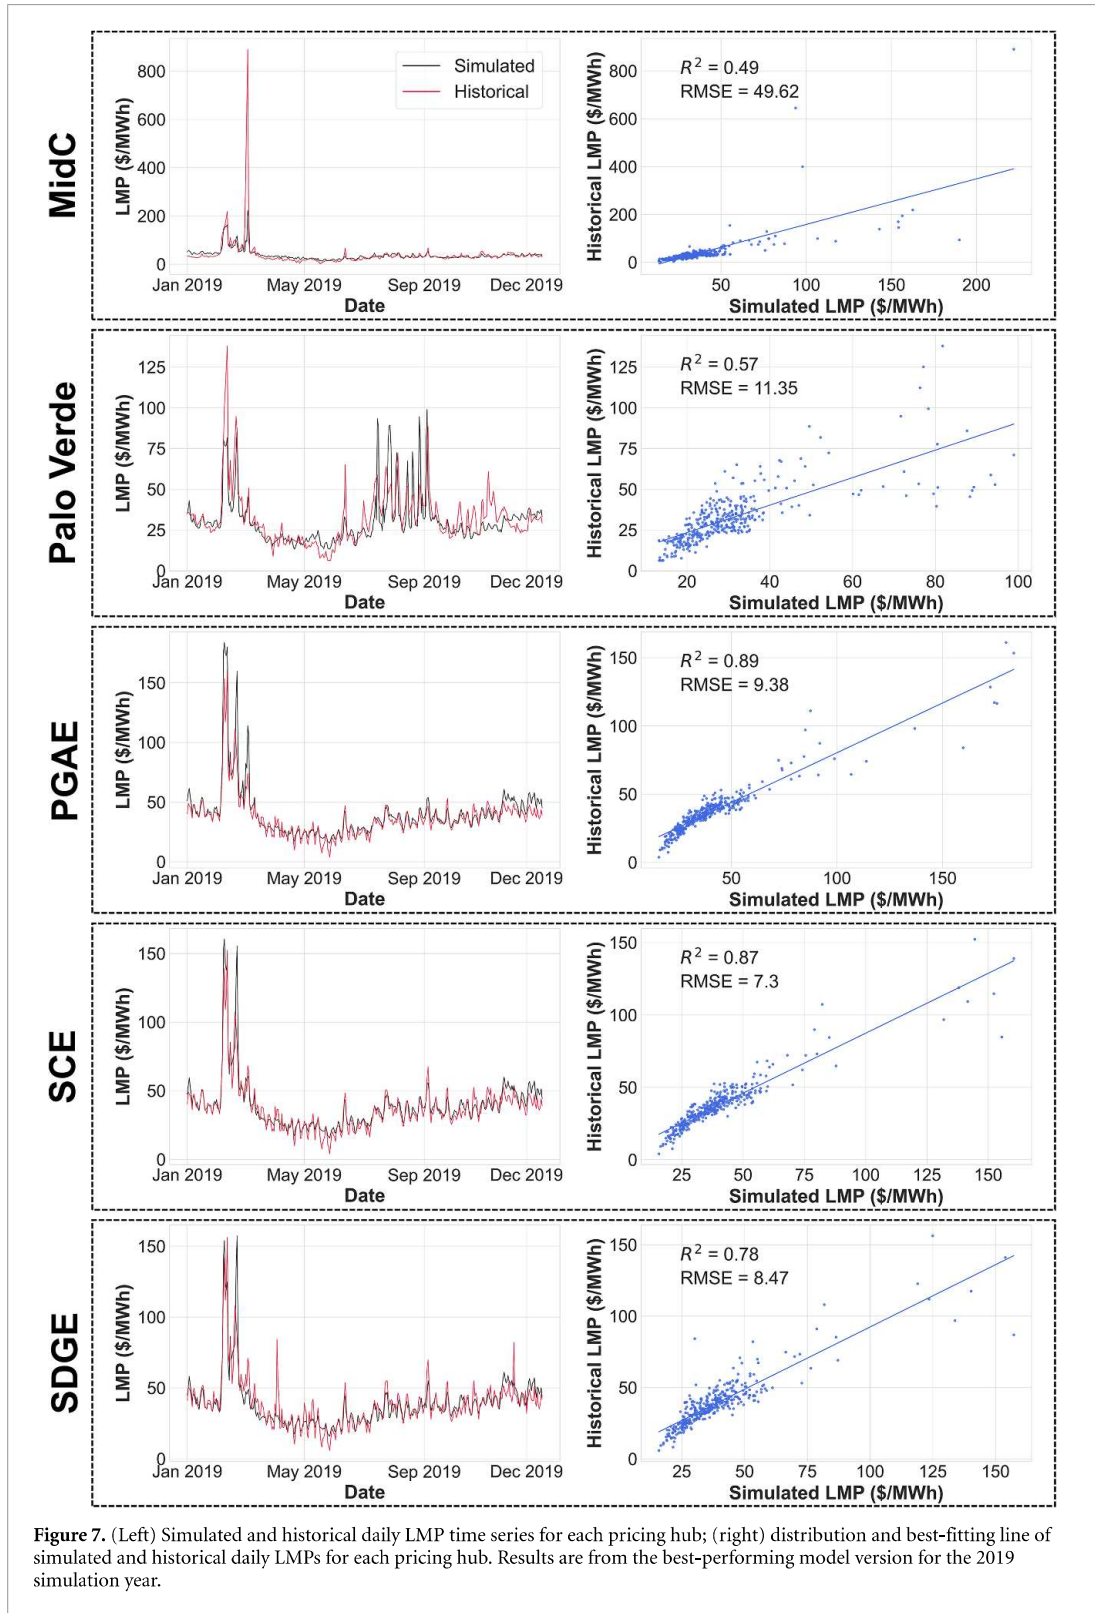 MidC
LMP ($/MWh)
800
600
400
200
0
Simulated
Historical
Jan 2019
May 2019
Sep 2019
Dec 2019
Date
Historical LMP ($/MWh)
800
600
400
200
0
R² = 0.49
RMSE = 49.62
50
100
150
200
Simulated LMP ($/MWh)
Palo Verde
LMP ($/MWh)
125
100
75
50
25
0
Jan 2019
May 2019
Sep 2019
Dec 2019
Date
Historical LMP ($/MWh)
125
100
75
50
25
0
R² = 0.57
RMSE = 11.35
20
40
60
80
100
Simulated LMP ($/MWh)
PGAE
LMP ($/MWh)
150
100
50
0
Jan 2019
May 2019
Sep 2019
Dec 2019
Date
Historical LMP ($/MWh)
150
100
50
0
R² = 0.89
RMSE = 9.38
50
100
150
Simulated LMP ($/MWh)
SCE
LMP ($/MWh)
150
100
50
0
Jan 2019
May 2019
Sep 2019
Dec 2019
Date
Historical LMP ($/MWh)
150
100
50
0
R² = 0.87
RMSE = 7.3
25
50
75
100
125
150
Simulated LMP ($/MWh)
SDGE
LMP ($/MWh)
150
100
50
0
Jan 2019
May 2019
Sep 2019
Dec 2019
Date
Historical LMP ($/MWh)
150
100
50
0
R² = 0.78
RMSE = 8.47
25
50
75
100
125
150
Simulated LMP ($/MWh)
Figure 7. (Left) Simulated and historical daily LMP time series for each pricing hub; (right) distribution and best-fitting line of
simulated and historical daily LMPs for each pricing hub. Results are from the best-performing model version for the 2019
simulation year.